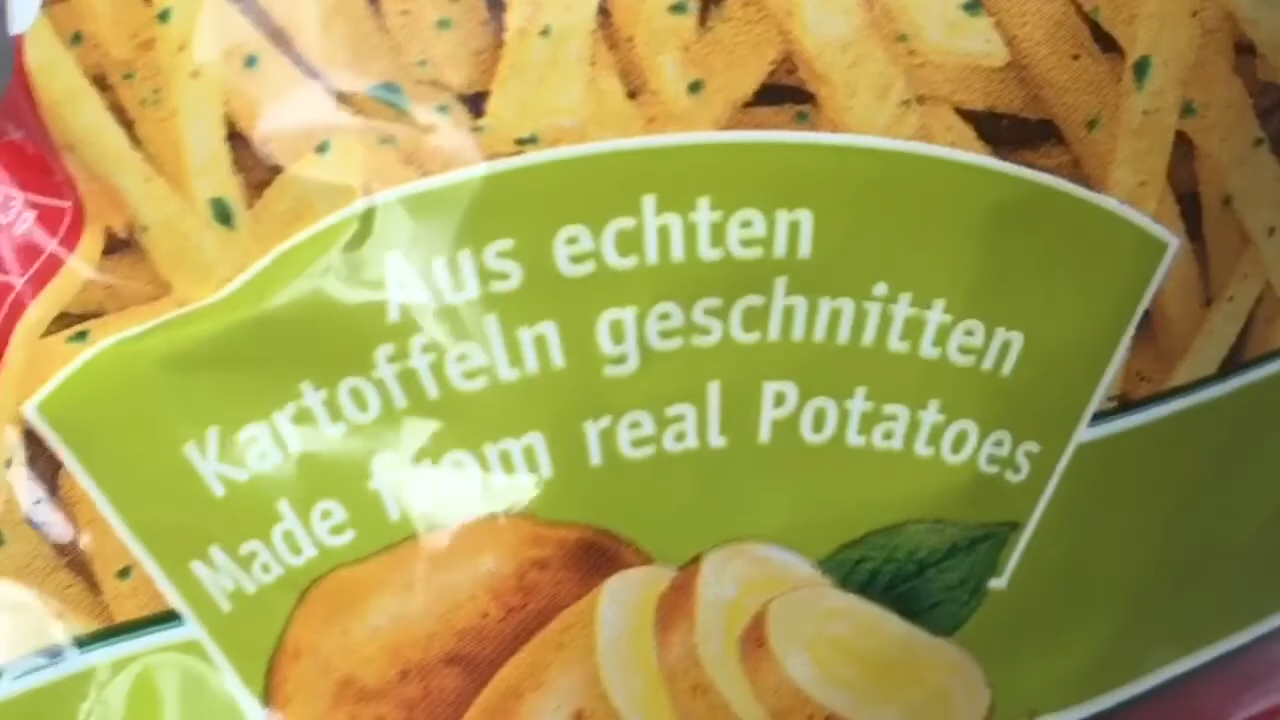 Aus echten
Kartoffeln geschnitten
Made from real Potatoes